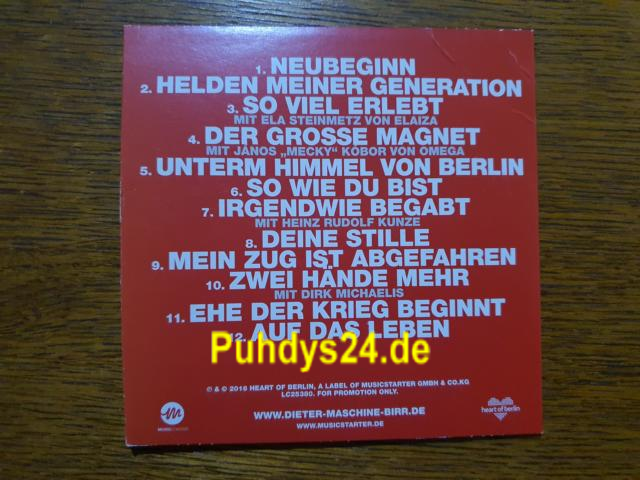 1. NEUBEGINN
2. HELDEN MEINER GENERATION
3. SO VIEL ERLEBT
MIT ELA STEINMETZ VON ELAIZA
4. DER GROSSE MAGNET
MIT JÁNOS „MECKY" KÓBOR VON OMEGA
5. UNTERM HIMMEL VON BERLIN
6. SO WIE DU BIST
7. IRGENDWIE BEGABT
MIT HEINZ RUDOLF KUNZE
8. DEINE STILLE
9. MEIN ZUG IST ABGEFAHREN
10. ZWEI HÄNDE MEHR
MIT DIRK MICHAELIS
11. EHE DER KRIEG BEGINNT
12. AUF DAS LEBEN
Puhdys24.de
℗ & © 2016 HEART OF BERLIN, A LABEL OF MUSICSTARTER GMBH & CO.KG
LC25380. FOR PROMOTION ONLY.
WWW.DIETER-MASCHINE-BIRR.DE
WWW.MUSICSTARTER.DE
MUSICSTARTER
heart of berlin